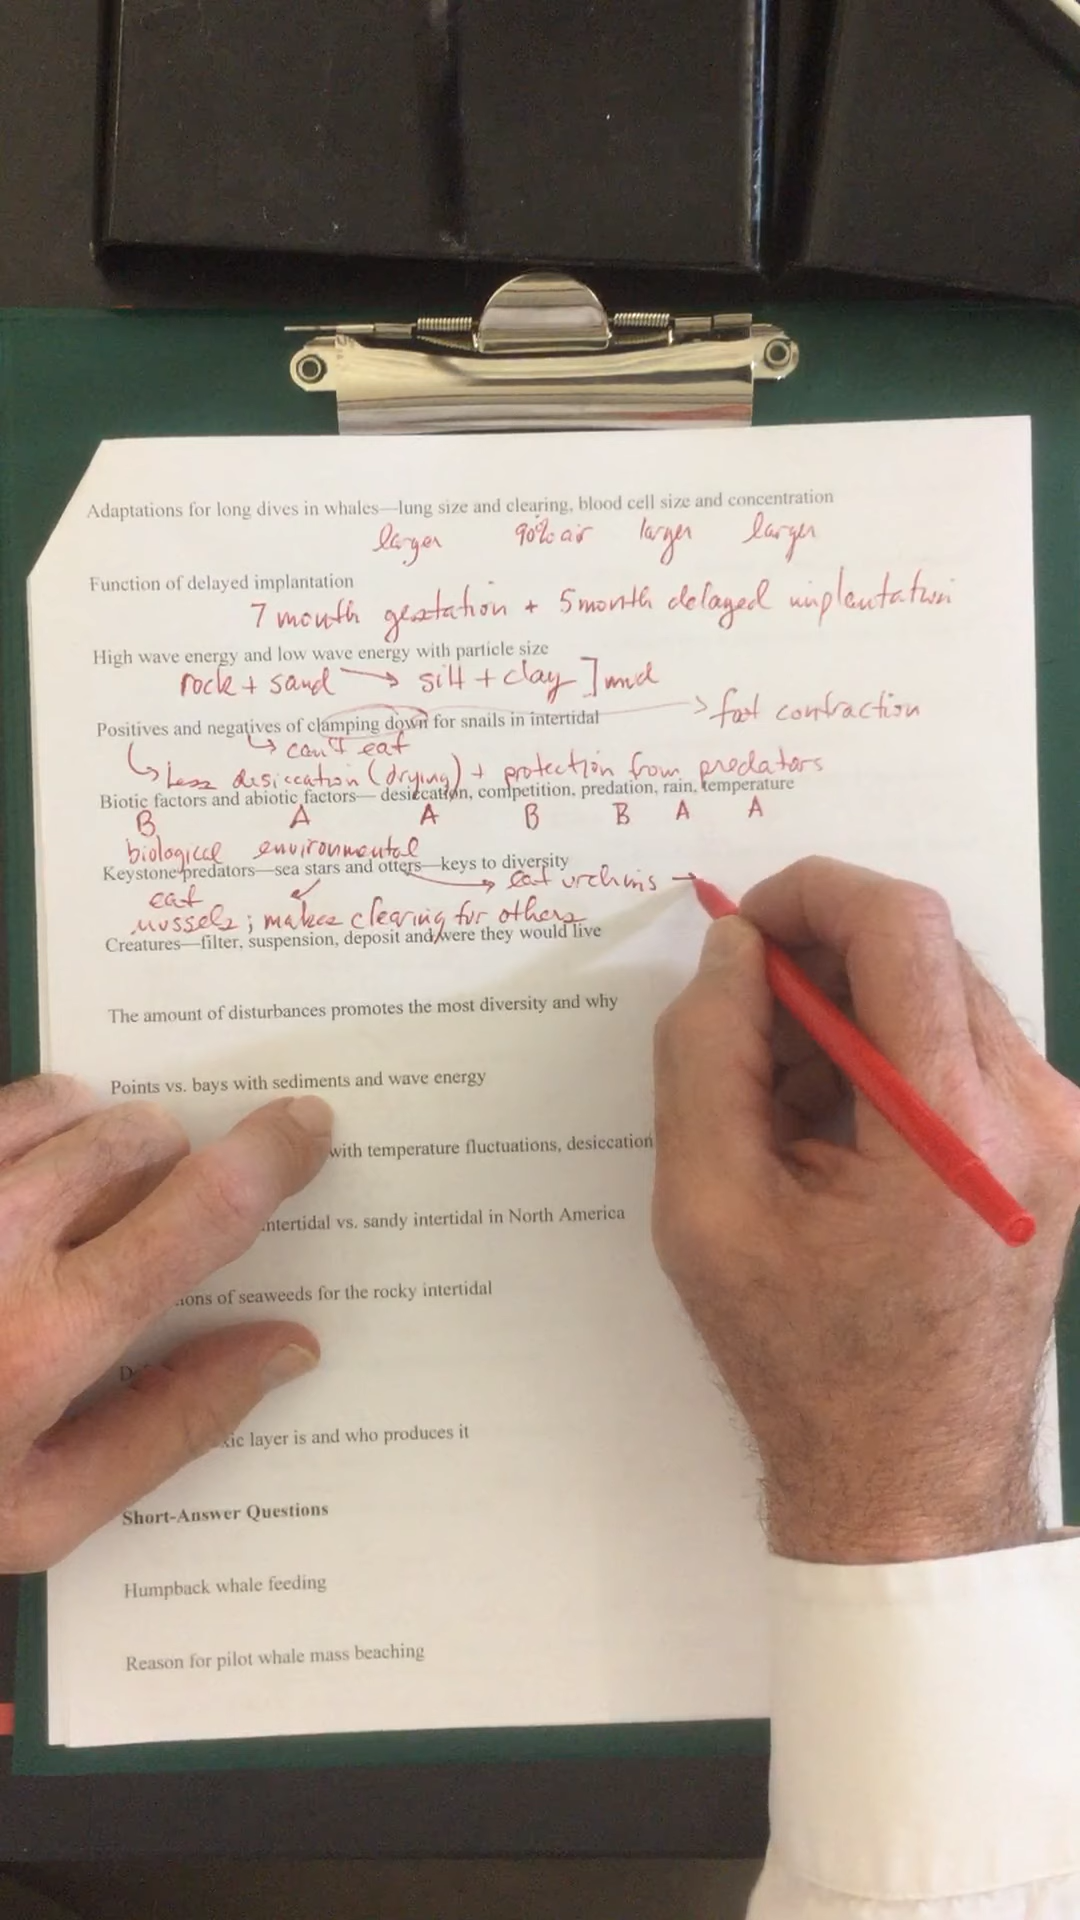 Adaptations for long dives in whales—lung size and clearing, blood cell size and concentration
larger 90% air larger larger
Function of delayed implantation
7 month gestation + 5 month delayed implantation
High wave energy and low wave energy with particle size
rock + sand → silt + clay ] mud
Positives and negatives of clamping down for snails in intertidal → foot contraction
↳ can't eat
↳ Less desiccation (drying) + protection from predators
Biotic factors and abiotic factors— desiccation, competition, predation, rain, temperature
B A A B B A A
biological environmental
Keystone predators—sea stars and otters—keys to diversity
eat → eat urchins →
mussels; makes clearing for others
Creatures—filter, suspension, deposit and were they would live
The amount of disturbances promotes the most diversity and why
Points vs. bays with sediments and wave energy
with temperature fluctuations, desiccation
ntertidal vs. sandy intertidal in North America
ions of seaweeds for the rocky intertidal
D
xic layer is and who produces it
Short-Answer Questions
Humpback whale feeding
Reason for pilot whale mass beaching